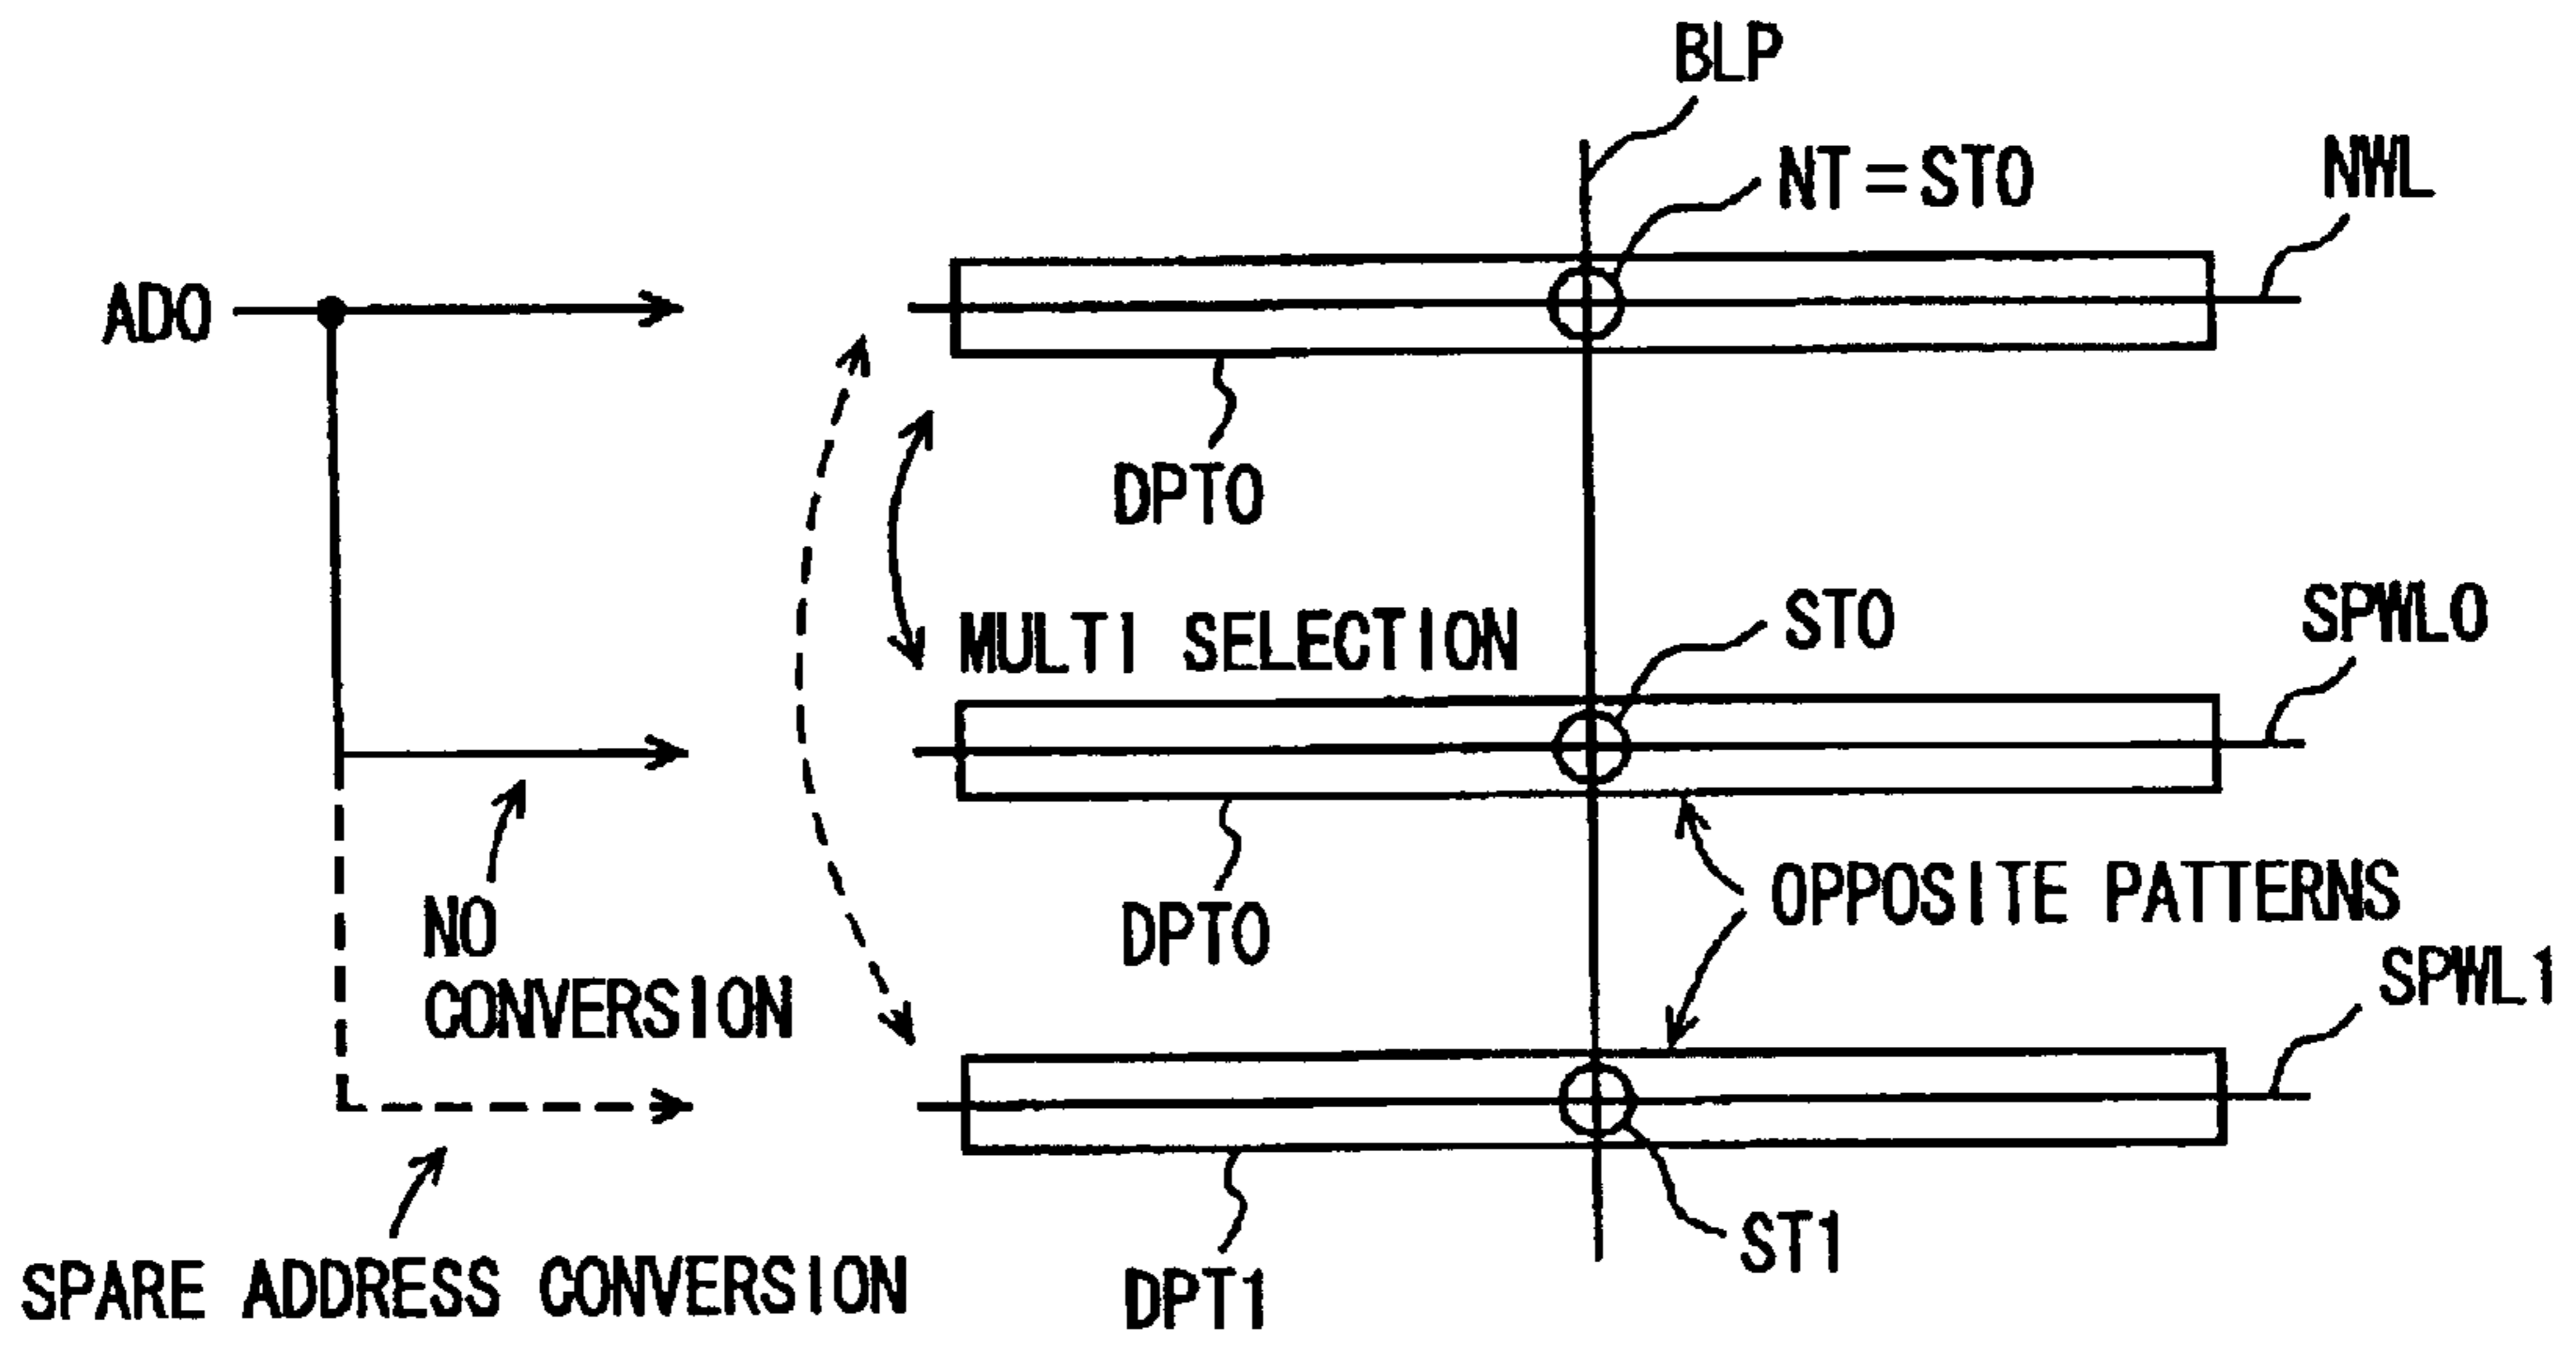 BLP
NT=ST0
NWL
AD0
DPT0
MULTI SELECTION
ST0
SPWL0
NO
CONVERSION
DPT0
OPPOSITE PATTERNS
SPWL1
SPARE ADDRESS CONVERSION
DPT1
ST1